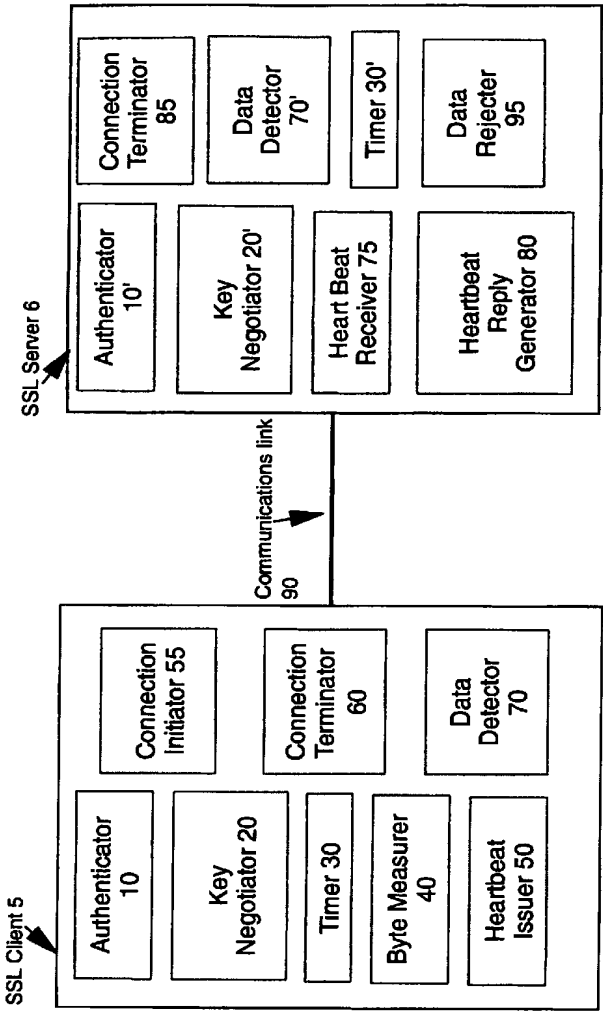 SSL Client 5
Authenticator
10
Key
Negotiator 20
Timer 30
Byte Measurer
40
Heartbeat
Issuer 50
Connection
Initiator 55
Connection
Terminator
60
Data
Detector
70
Communications link
90
SSL Server 6
Authenticator
10'
Key
Negotiator 20'
Heart Beat
Receiver 75
Heartbeat
Reply
Generator 80
Connection
Terminator
85
Data
Detector
70'
Timer 30'
Data
Rejecter
95